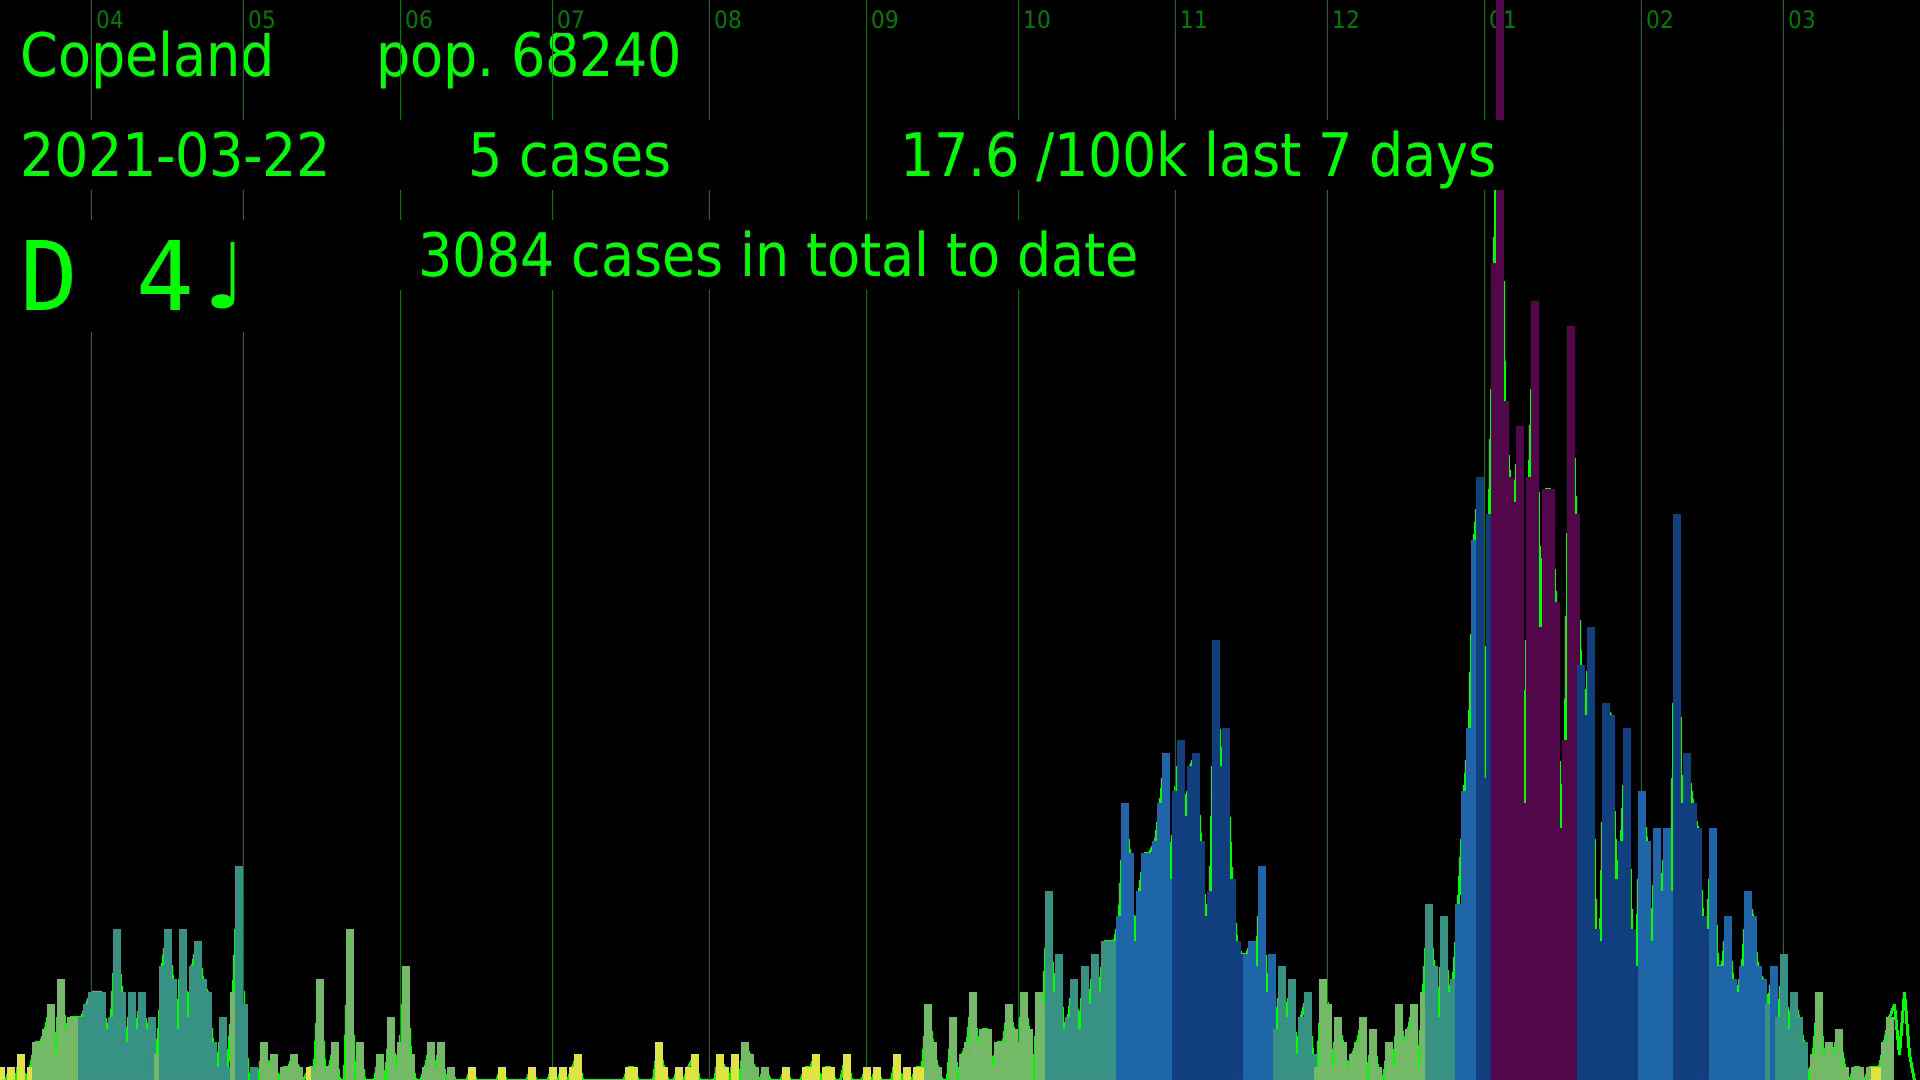 04 05 06 07 08 09 10 11 12 01 02 03
Copeland pop. 68240
2021-03-22 5 cases 17.6 /100k last 7 days
D 4♩ 3084 cases in total to date